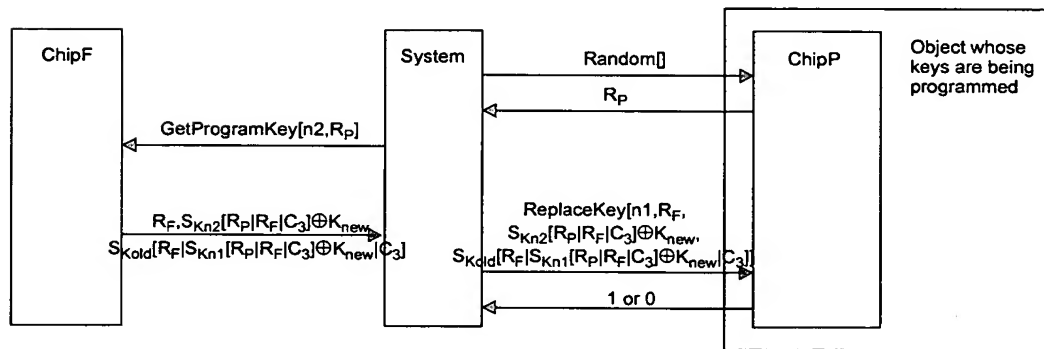 ChipF
System
ChipP
Object whose
keys are being
programmed
Random[]
R_P
GetProgramKey[n2,R_P]
R_F,S_Kn2[R_P|R_F|C_3]⊕K_new,
S_Kold[R_F|S_Kn1[R_P|R_F|C_3]⊕K_new|C_3]
ReplaceKey[n1,R_F,
S_Kn2[R_P|R_F|C_3]⊕K_new,
S_Kold[R_F|S_Kn1[R_P|R_F|C_3]⊕K_new|C_3]]
1 or 0